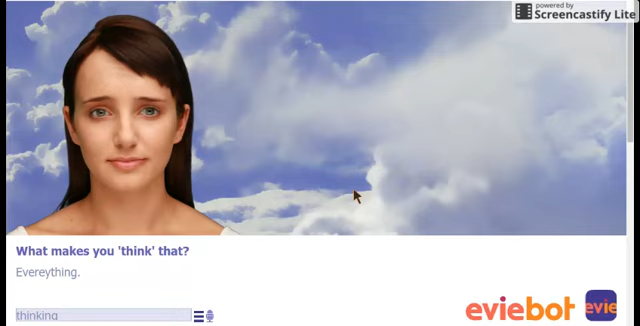 powered by
Screencastify Lite
What makes you 'think' that?
Evereything.
thinking
eviebot
evie